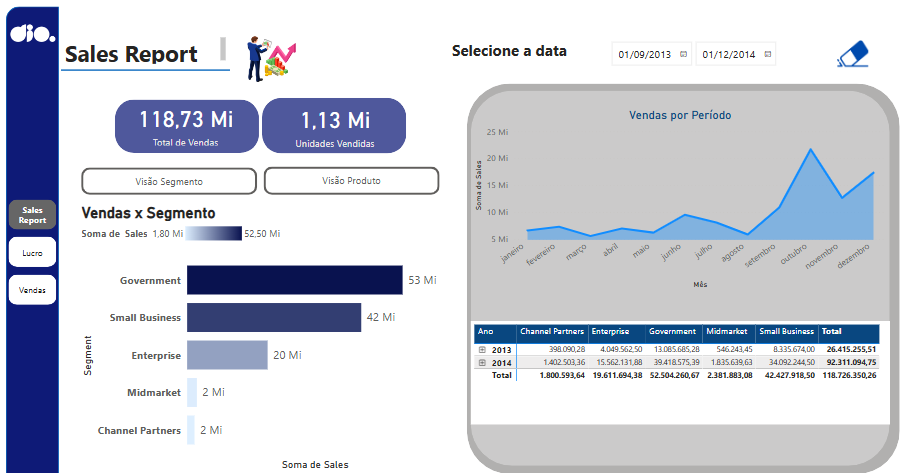 dio.
Sales Report
Selecione a data
01/09/2013
01/12/2014
118,73 Mi
Total de Vendas
1,13 Mi
Unidades Vendidas
Visão Segmento
Visão Produto
Sales
Report
Lucro
Vendas
Vendas x Segmento
Soma de Sales 1,80 Mi 52,50 Mi
Segment
Government 53 Mi
Small Business 42 Mi
Enterprise 20 Mi
Midmarket 2 Mi
Channel Partners 2 Mi
Soma de Sales
Vendas por Período
Soma de Sales
25 Mi
20 Mi
15 Mi
10 Mi
5 Mi
janeiro
fevereiro
março
abril
maio
junho
julho
agosto
setembro
outubro
novembro
dezembro
Mês
Ano Channel Partners Enterprise Government Midmarket Small Business Total
2013 398.090,28 4.049.562,50 13.085.685,28 546.243,45 8.335.674,00 26.415.255,51
2014 1.402.503,36 15.562.131,88 39.418.575,39 1.835.639,63 34.092.244,50 92.311.094,75
Total 1.800.593,64 19.611.694,38 52.504.260,67 2.381.883,08 42.427.918,50 118.726.350,26